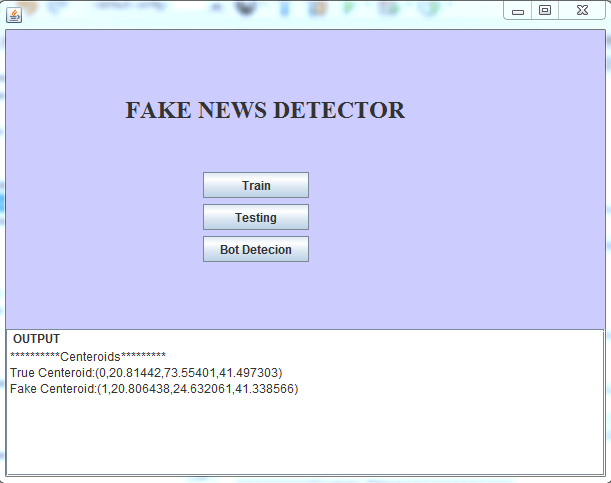 FAKE NEWS DETECTOR
Train
Testing
Bot Detecion
OUTPUT
**********Centeroids*********
True Centeroid:(0,20.81442,73.55401,41.497303)
Fake Centeroid:(1,20.806438,24.632061,41.338566)